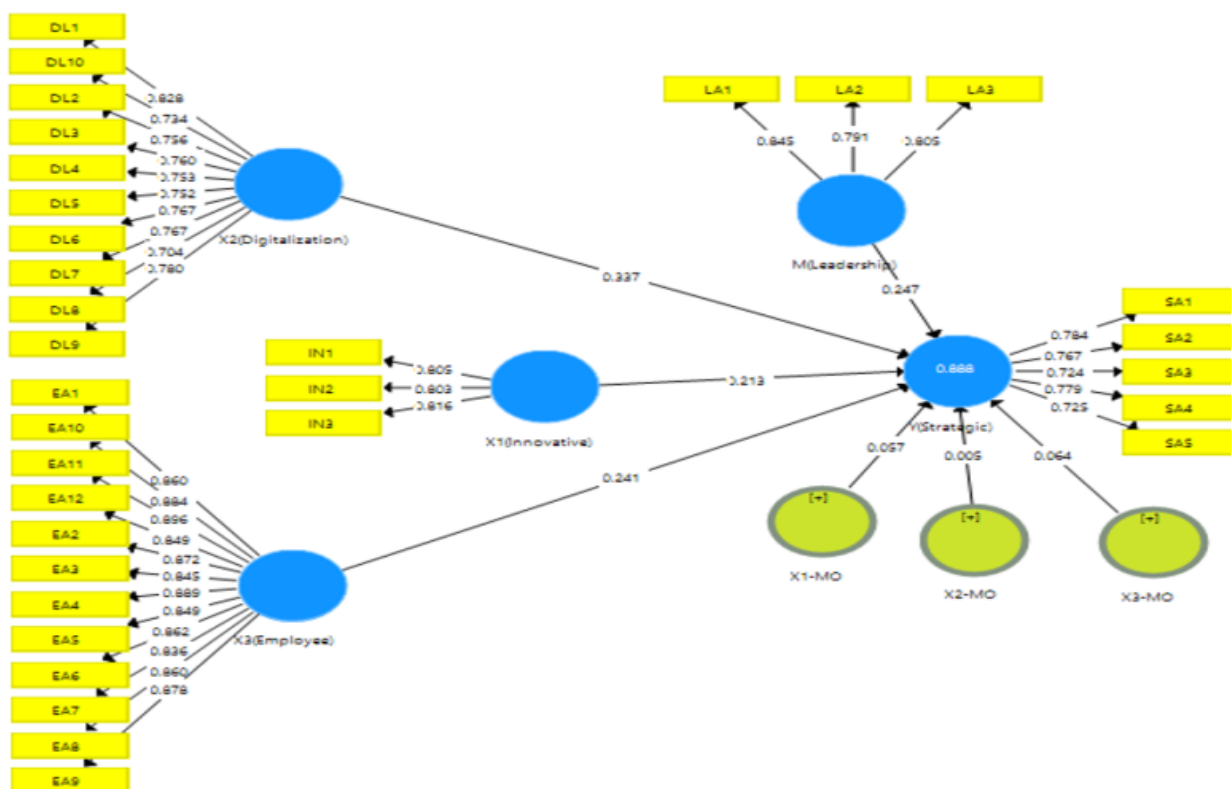 DL1
DL10
DL2
DL3
DL4
DL5
DL6
DL7
DL8
DL9
0.828
0.734
0.756
0.760
0.753
0.752
0.767
0.767
0.704
0.780
X2(Digitalization)
LA1
LA2
LA3
0.845
0.791
0.805
M(Leadership)
0.337
0.247
IN1
IN2
IN3
0.805
0.803
0.816
X1(Innovative)
0.213
0.888
Y(Strategic)
0.784
0.767
0.724
0.779
0.725
SA1
SA2
SA3
SA4
SA5
EA1
EA10
EA11
EA12
EA2
EA3
EA4
EA5
EA6
EA7
EA8
EA9
0.860
0.884
0.896
0.849
0.872
0.845
0.889
0.849
0.862
0.836
0.860
0.878
X3(Employee)
0.241
0.057
0.005
0.064
[+]
[+]
[+]
X1-MO
X2-MO
X3-MO